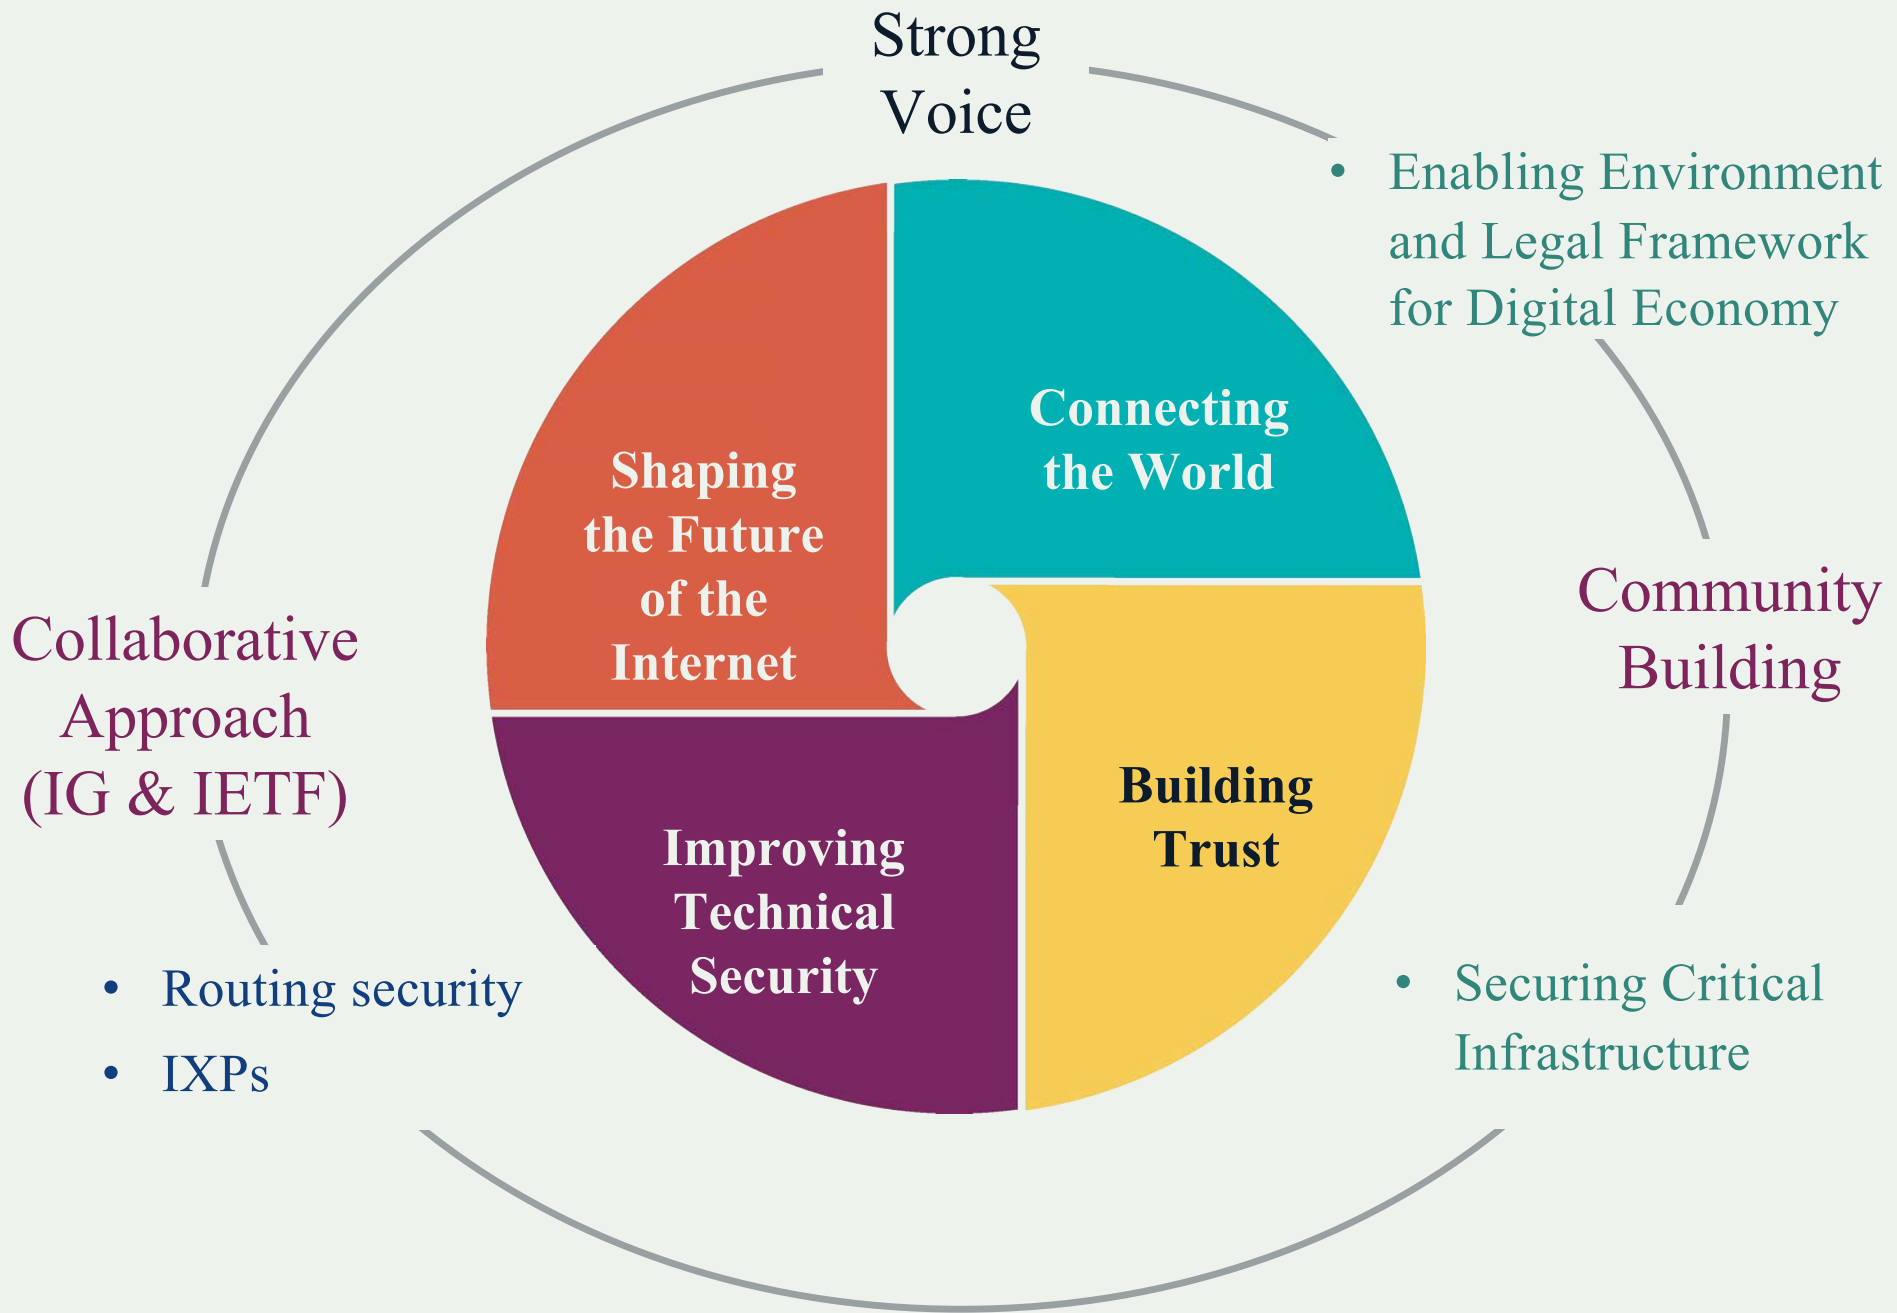 Strong
Voice
• Enabling Environment
and Legal Framework
for Digital Economy
Connecting
the World
Shaping
the Future
of the
Internet
Collaborative
Approach
(IG & IETF)
Community
Building
Building
Trust
Improving
Technical
Security
• Routing security
• IXPs
• Securing Critical
Infrastructure